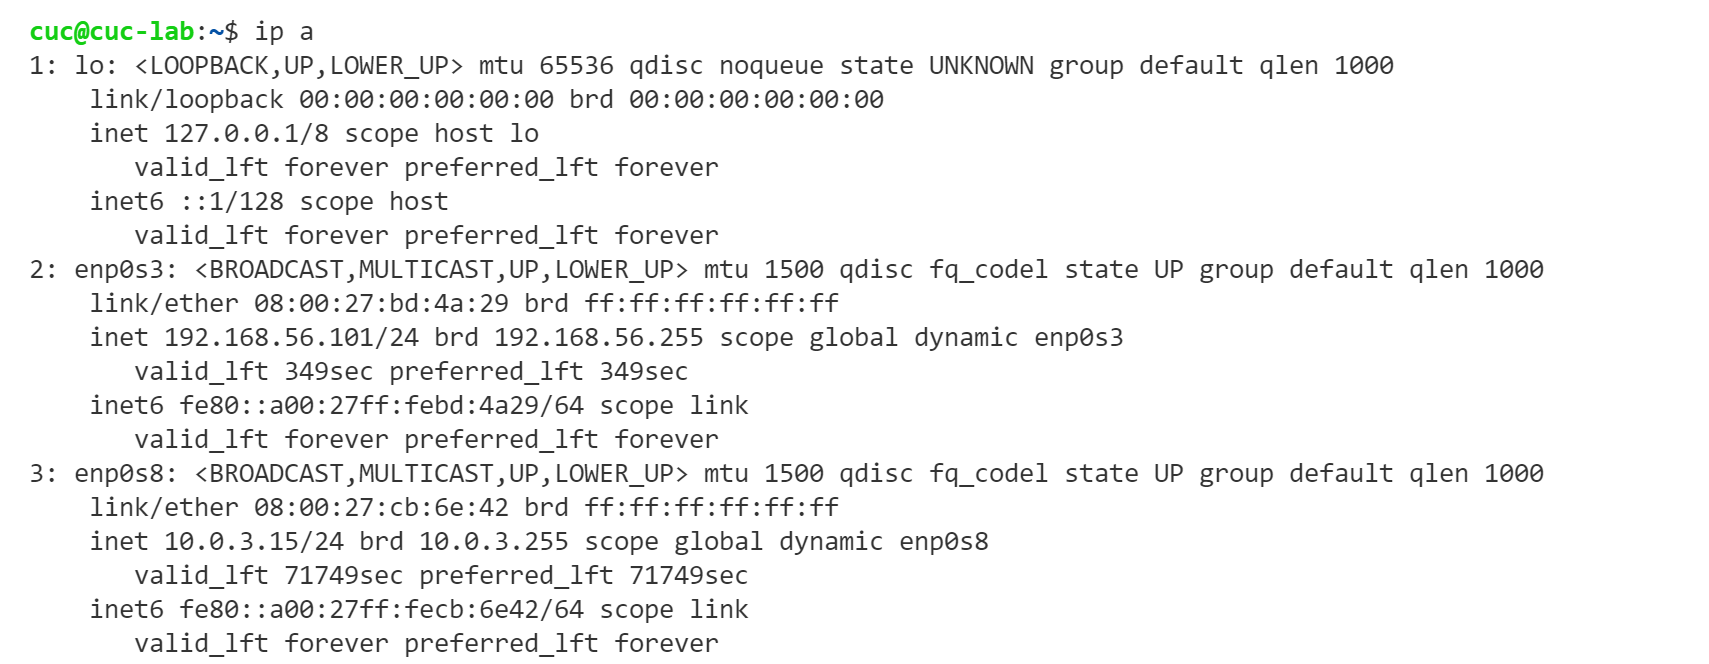 cuc@cuc-lab:~$ ip a
1: lo: <LOOPBACK,UP,LOWER_UP> mtu 65536 qdisc noqueue state UNKNOWN group default qlen 1000
    link/loopback 00:00:00:00:00:00 brd 00:00:00:00:00:00
    inet 127.0.0.1/8 scope host lo
       valid_lft forever preferred_lft forever
    inet6 ::1/128 scope host
       valid_lft forever preferred_lft forever
2: enp0s3: <BROADCAST,MULTICAST,UP,LOWER_UP> mtu 1500 qdisc fq_codel state UP group default qlen 1000
    link/ether 08:00:27:bd:4a:29 brd ff:ff:ff:ff:ff:ff
    inet 192.168.56.101/24 brd 192.168.56.255 scope global dynamic enp0s3
       valid_lft 349sec preferred_lft 349sec
    inet6 fe80::a00:27ff:febd:4a29/64 scope link
       valid_lft forever preferred_lft forever
3: enp0s8: <BROADCAST,MULTICAST,UP,LOWER_UP> mtu 1500 qdisc fq_codel state UP group default qlen 1000
    link/ether 08:00:27:cb:6e:42 brd ff:ff:ff:ff:ff:ff
    inet 10.0.3.15/24 brd 10.0.3.255 scope global dynamic enp0s8
       valid_lft 71749sec preferred_lft 71749sec
    inet6 fe80::a00:27ff:fecb:6e42/64 scope link
       valid_lft forever preferred_lft forever